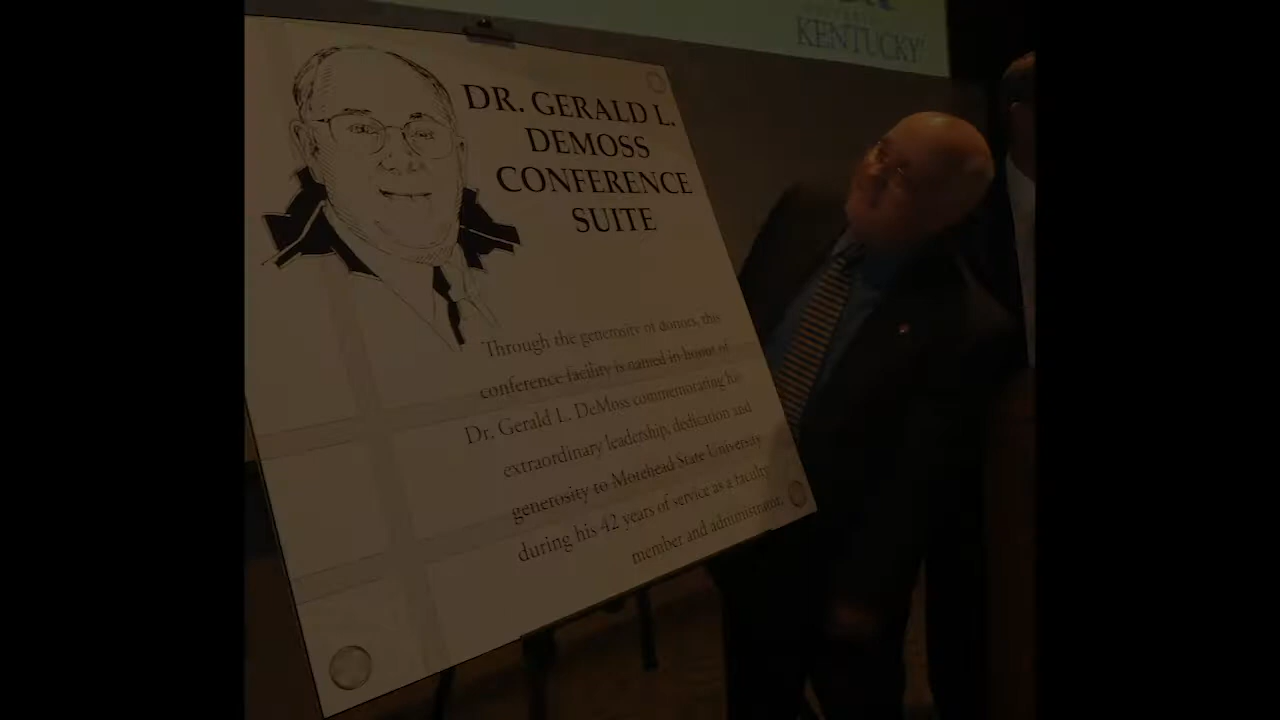 KENTUCKY
DR. GERALD L.
DEMOSS
CONFERENCE
SUITE
Through the generosity of donors, this
conference facility is named in honor of
Dr. Gerald L. DeMoss commemorating his
extraordinary leadership, dedication and
generosity to Morehead State University
during his 42 years of service as a faculty
member and administrator.